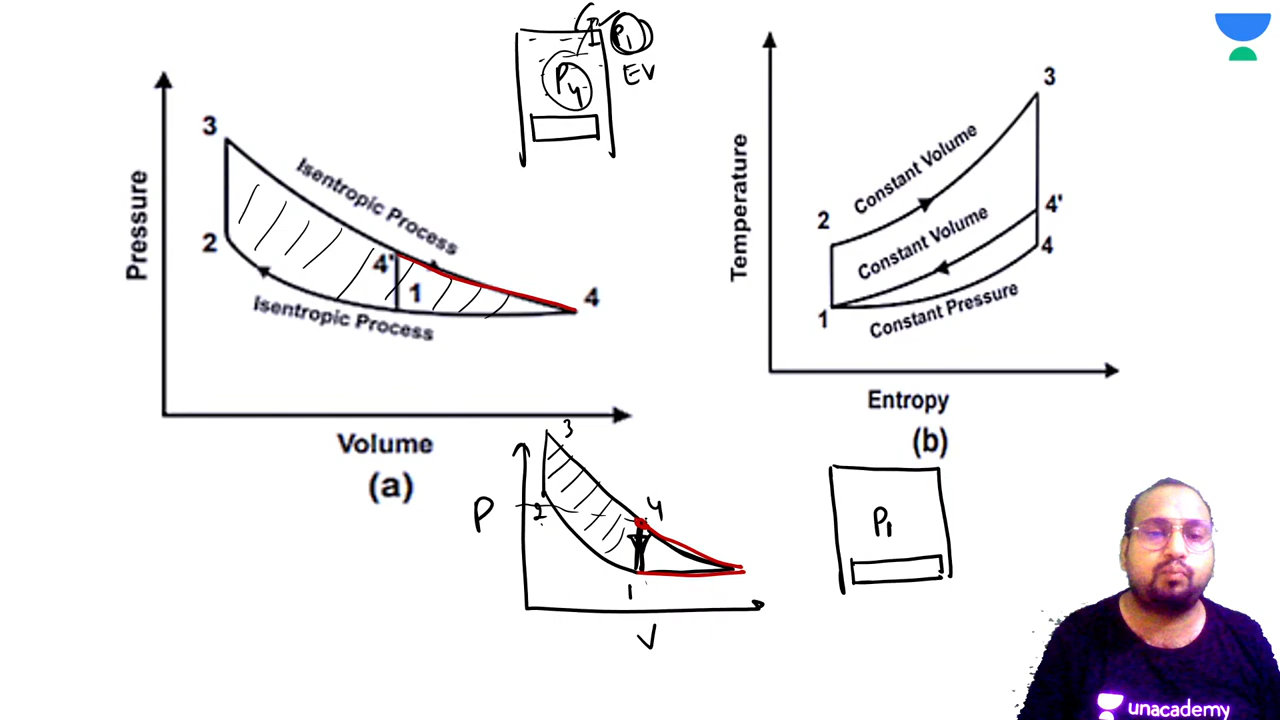 P1
EV
P4
Pressure
3
2
4'
1
4
Isentropic Process
Isentropic Process
Volume
(a)
Temperature
3
2
4'
4
1
Constant Volume
Constant Volume
Constant Pressure
Entropy
(b)
P
3
2
4
1
V
P1
unacademy